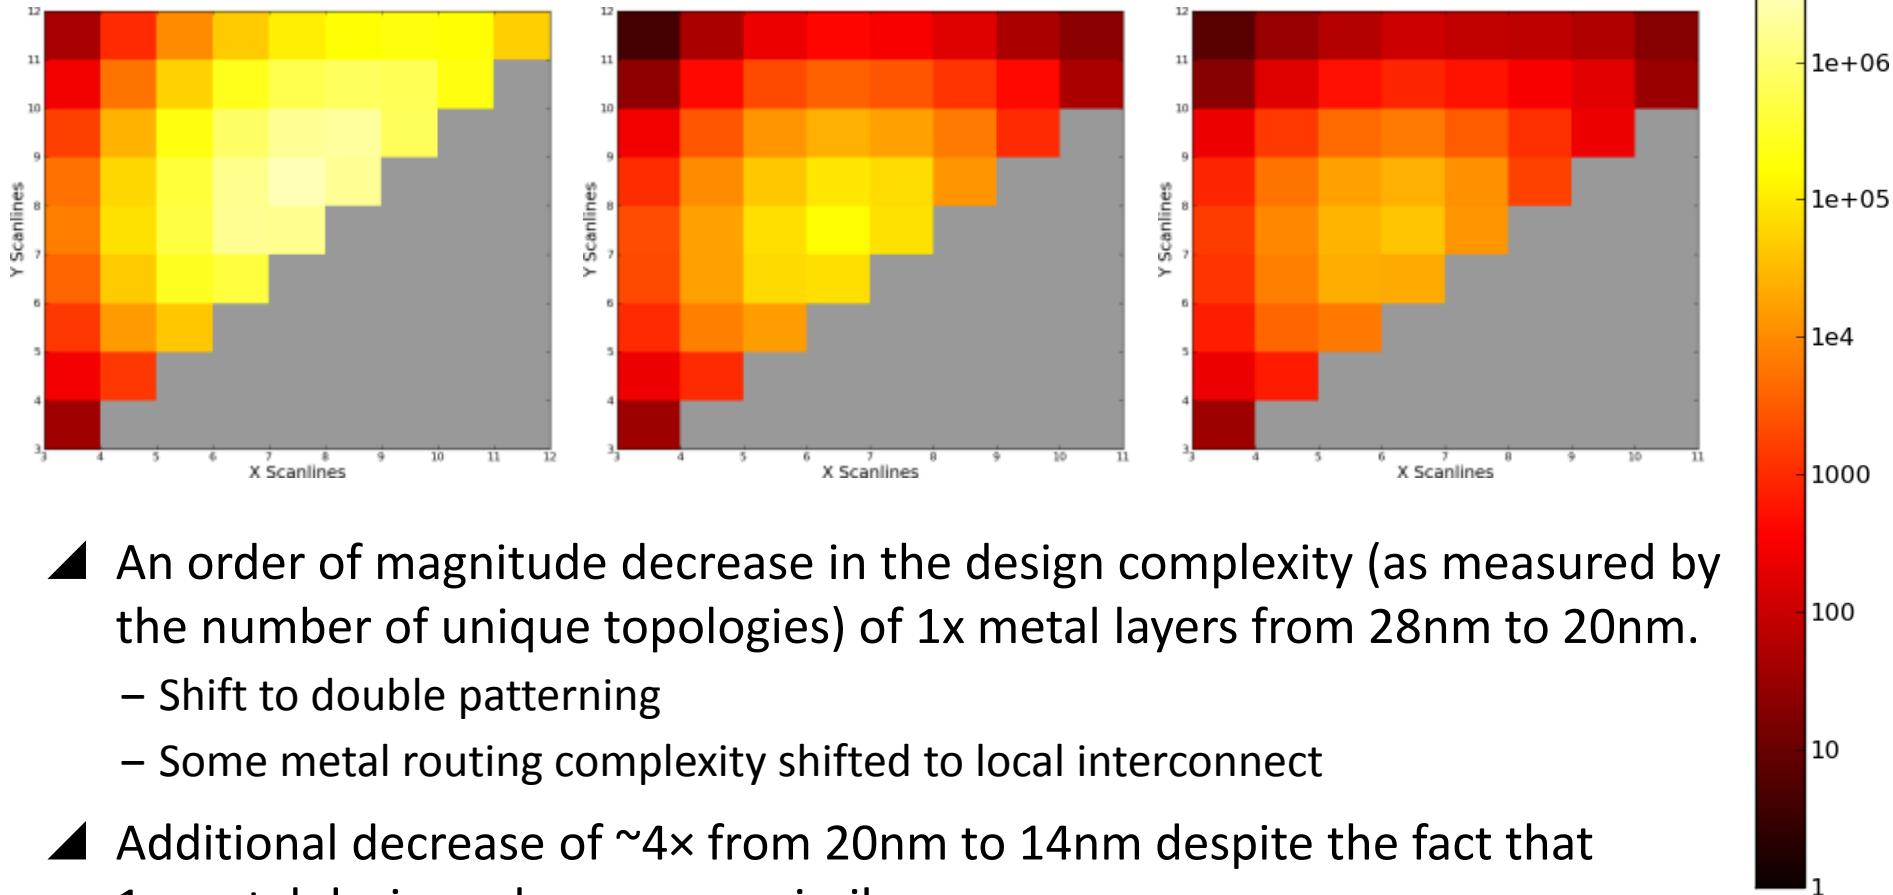 12
11
10
9
8
7
6
5
4
3
Y Scanlines
3 4 5 6 7 8 9 10 11 12
X Scanlines
12
11
10
9
8
7
6
5
4
3
Y Scanlines
3 4 5 6 7 8 9 10 11
X Scanlines
12
11
10
9
8
7
6
5
4
3
Y Scanlines
3 4 5 6 7 8 9 10 11
X Scanlines
1e+06
1e+05
1e4
1000
100
10
1
An order of magnitude decrease in the design complexity (as measured by
the number of unique topologies) of 1x metal layers from 28nm to 20nm.
– Shift to double patterning
– Some metal routing complexity shifted to local interconnect
Additional decrease of ~4× from 20nm to 14nm despite the fact that